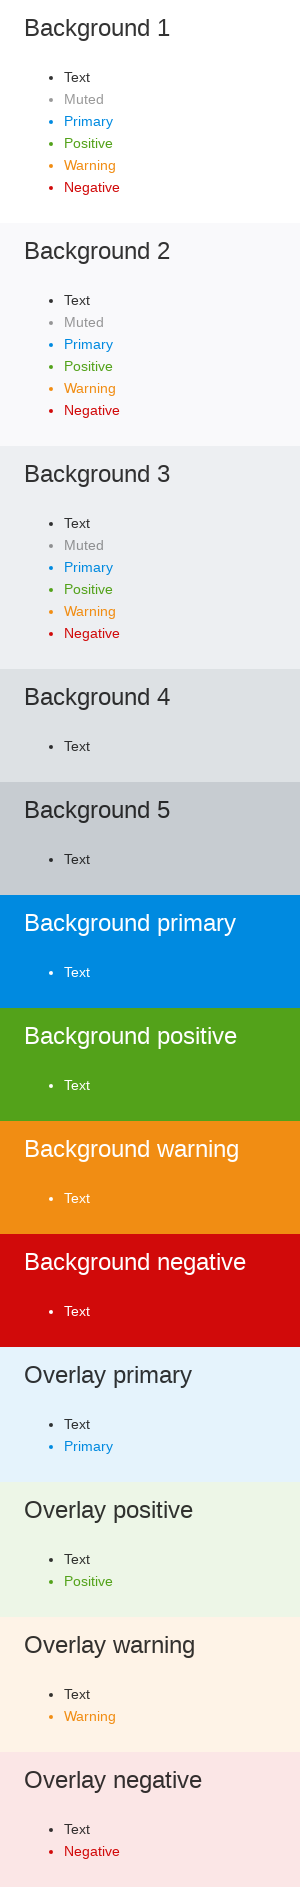 Background 1
Text
Muted
Primary
Positive
Warning
Negative
Background 2
Text
Muted
Primary
Positive
Warning
Negative
Background 3
Text
Muted
Primary
Positive
Warning
Negative
Background 4
Text
Background 5
Text
Background primary
Text
Background positive
Text
Background warning
Text
Background negative
Text
Overlay primary
Text
Primary
Overlay positive
Text
Positive
Overlay warning
Text
Warning
Overlay negative
Text
Negative